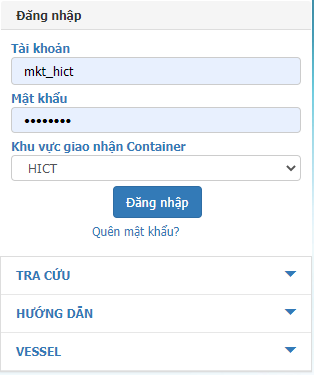 Đăng nhập
Tài khoản
mkt_hict
Mật khẩu
••••••••
Khu vực giao nhận Container
HICT
Đăng nhập
Quên mật khẩu?
TRA CỨU
HƯỚNG DẪN
VESSEL